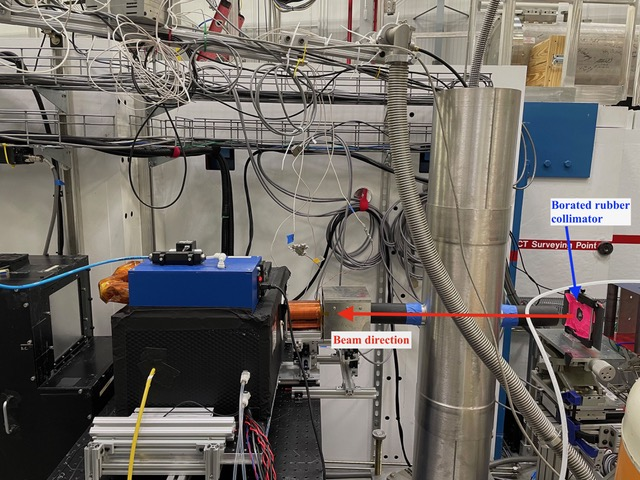 Borated rubber
collimator
CT Surveying Point
Beam direction